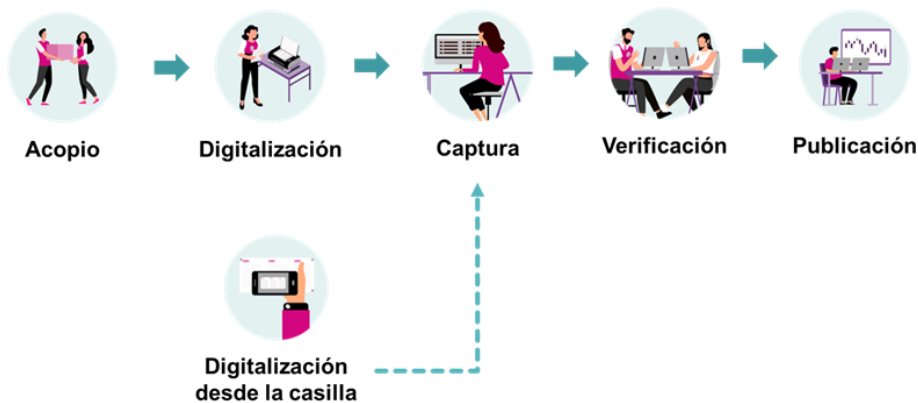 Acopio
Digitalización
Captura
Verificación
Publicación
Digitalización
desde la casilla